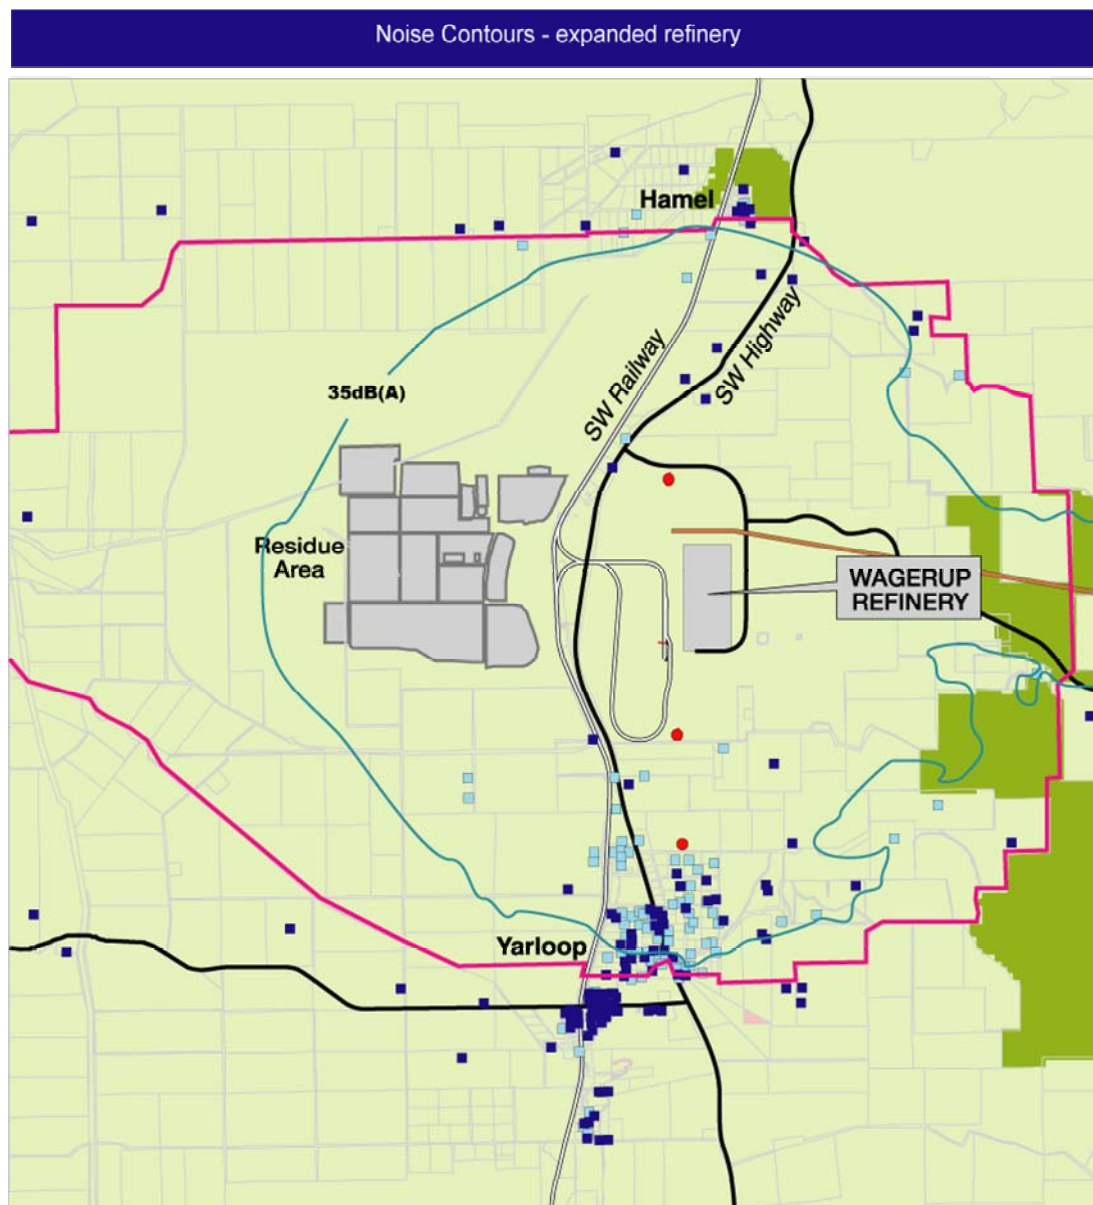 Noise Contours - expanded refinery
Hamel
SW Railway
SW Highway
35dB(A)
Residue
Area
WAGERUP
REFINERY
Yarloop